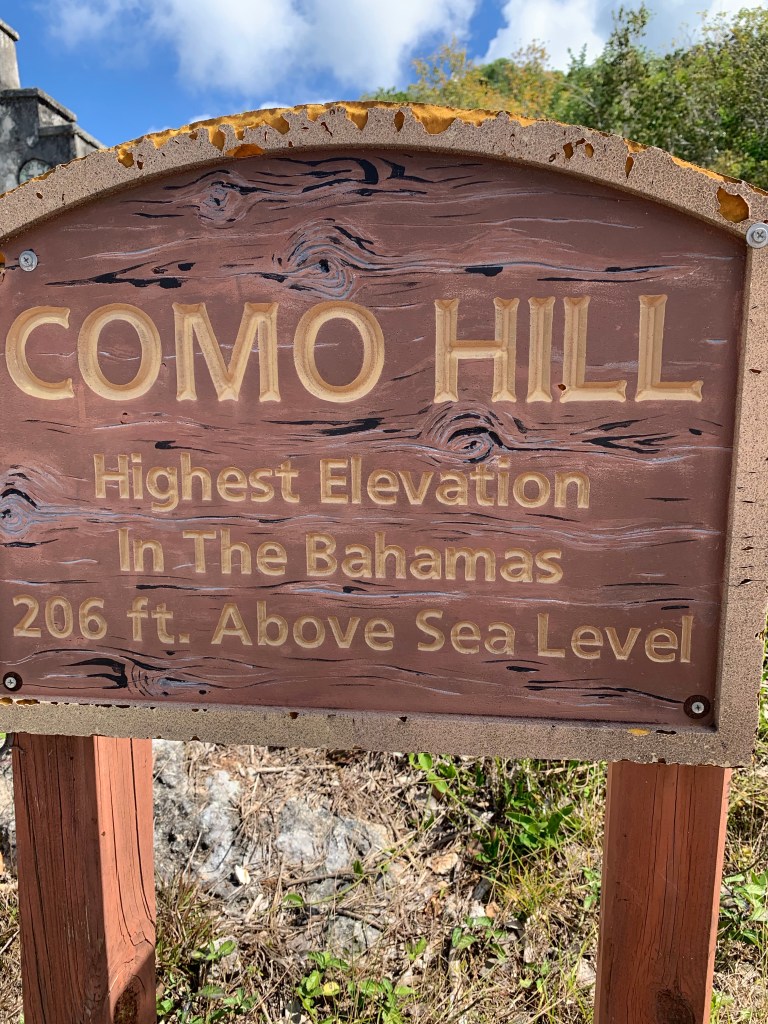 COMO HILL
Highest Elevation
In The Bahamas
206 ft. Above Sea Level